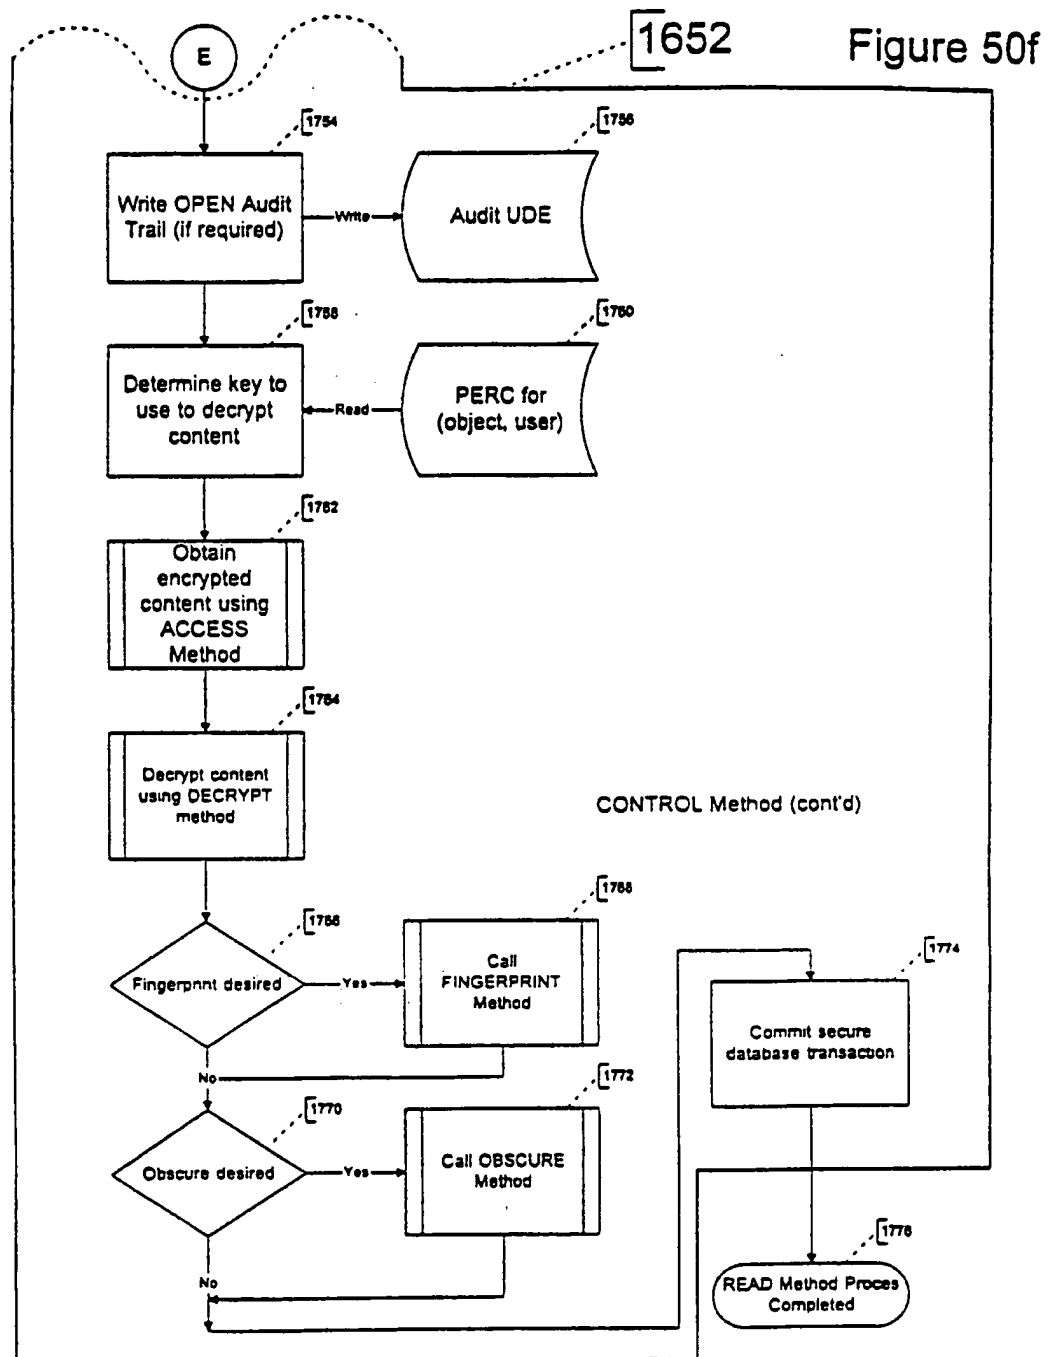 1652
Figure 50f
E
1754
1756
Write OPEN Audit
Trail (if required)
Write
Audit UDE
1758
1760
Determine key to
use to decrypt
content
Read
PERC for
(object, user)
1762
Obtain
encrypted
content using
ACCESS
Method
1764
Decrypt content
using DECRYPT
method
CONTROL Method (cont'd)
1766
1768
Fingerprint desired
Yes
Call
FINGERPRINT
Method
1774
Commit secure
database transaction
No
1770
1772
Obscure desired
Yes
Call OBSCURE
Method
No
1776
READ Method Proces
Completed